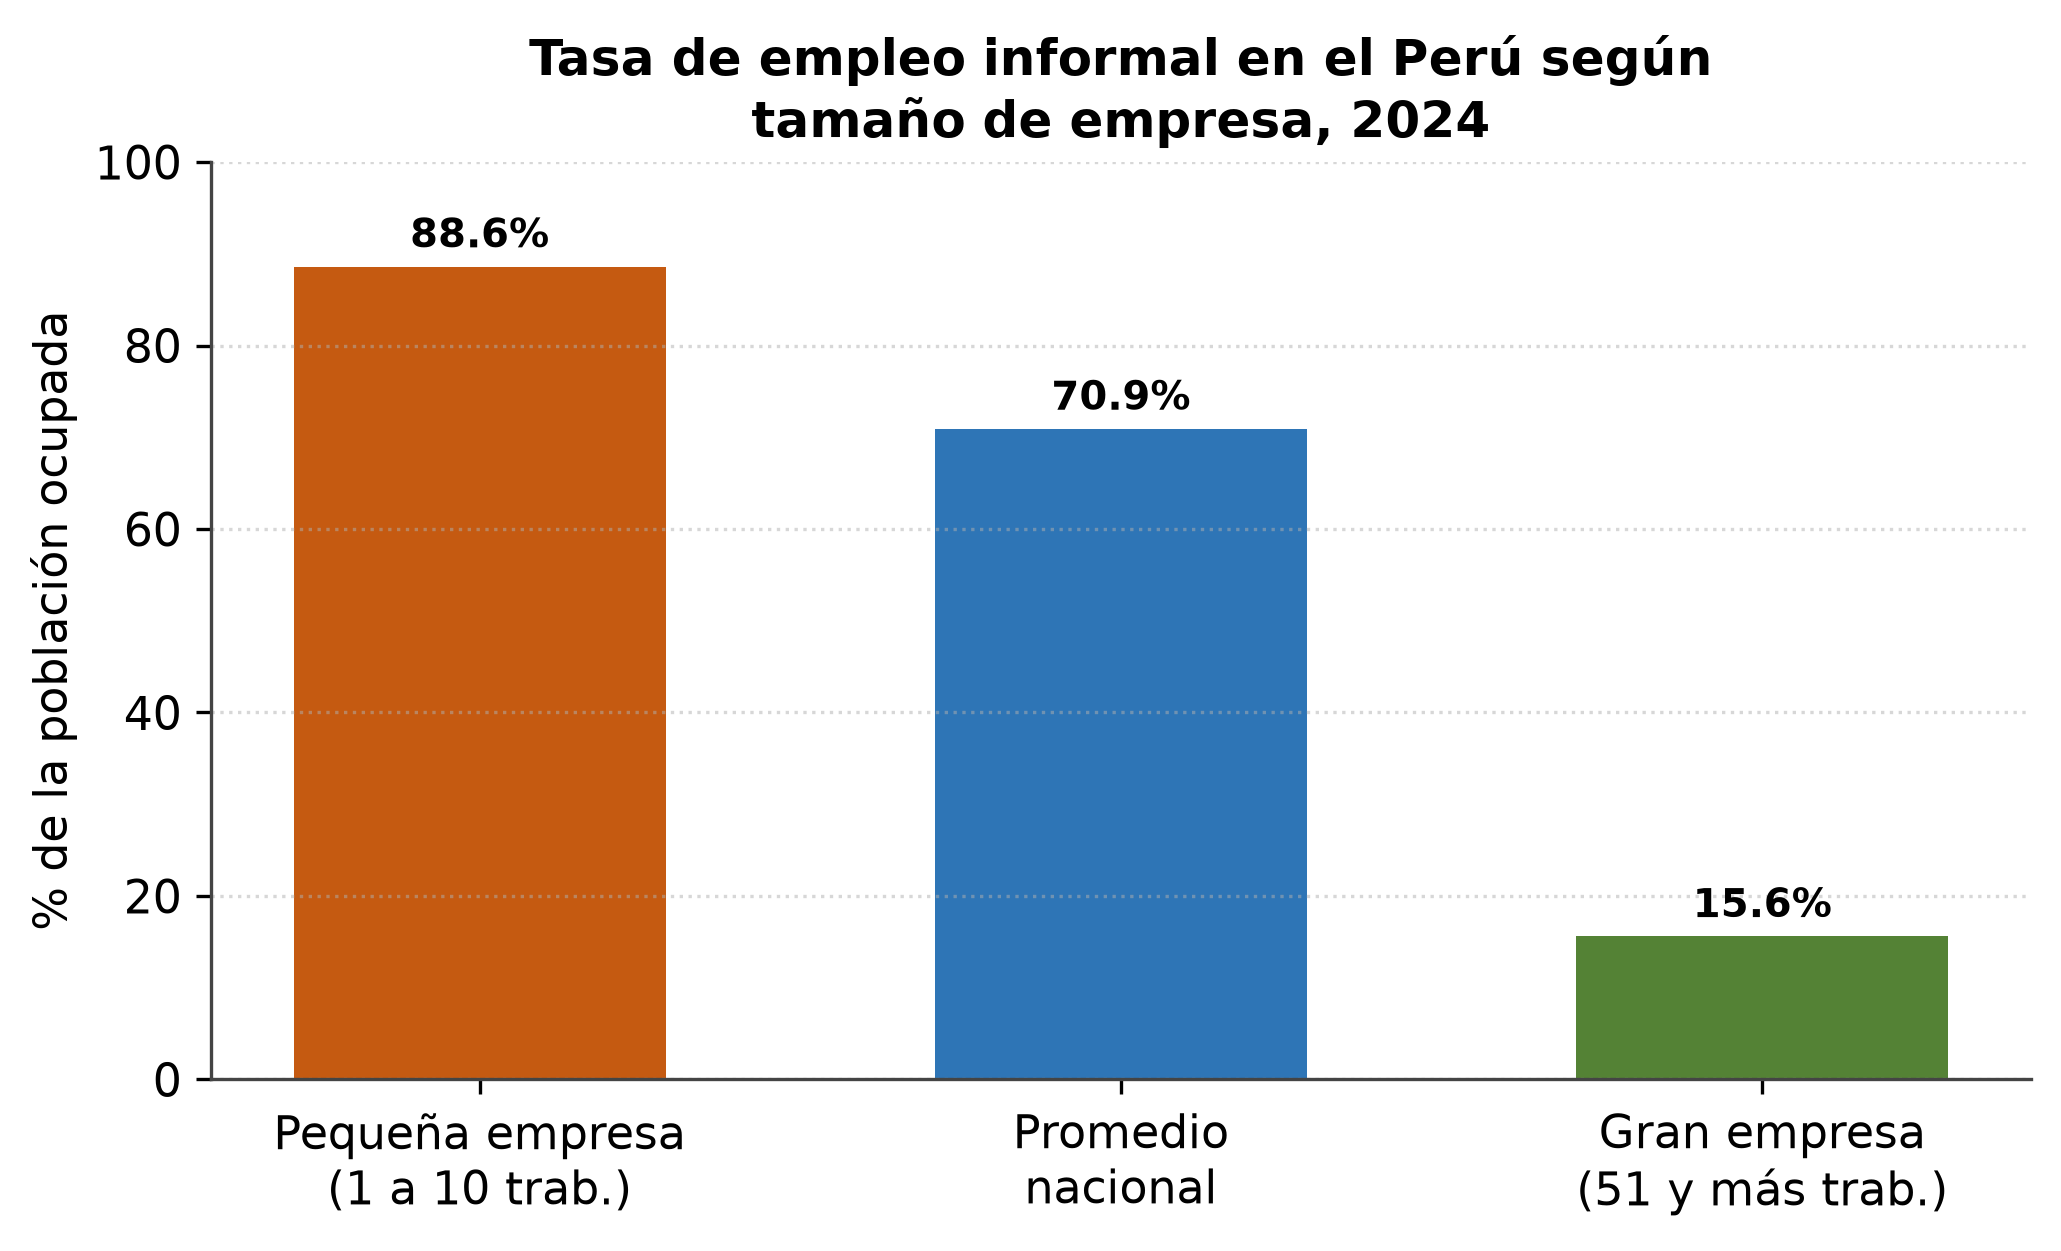 Tasa de empleo informal en el Perú según
tamaño de empresa, 2024
% de la población ocupada
100
80
60
40
20
0
88.6%
70.9%
15.6%
Pequeña empresa
(1 a 10 trab.)
Promedio
nacional
Gran empresa
(51 y más trab.)